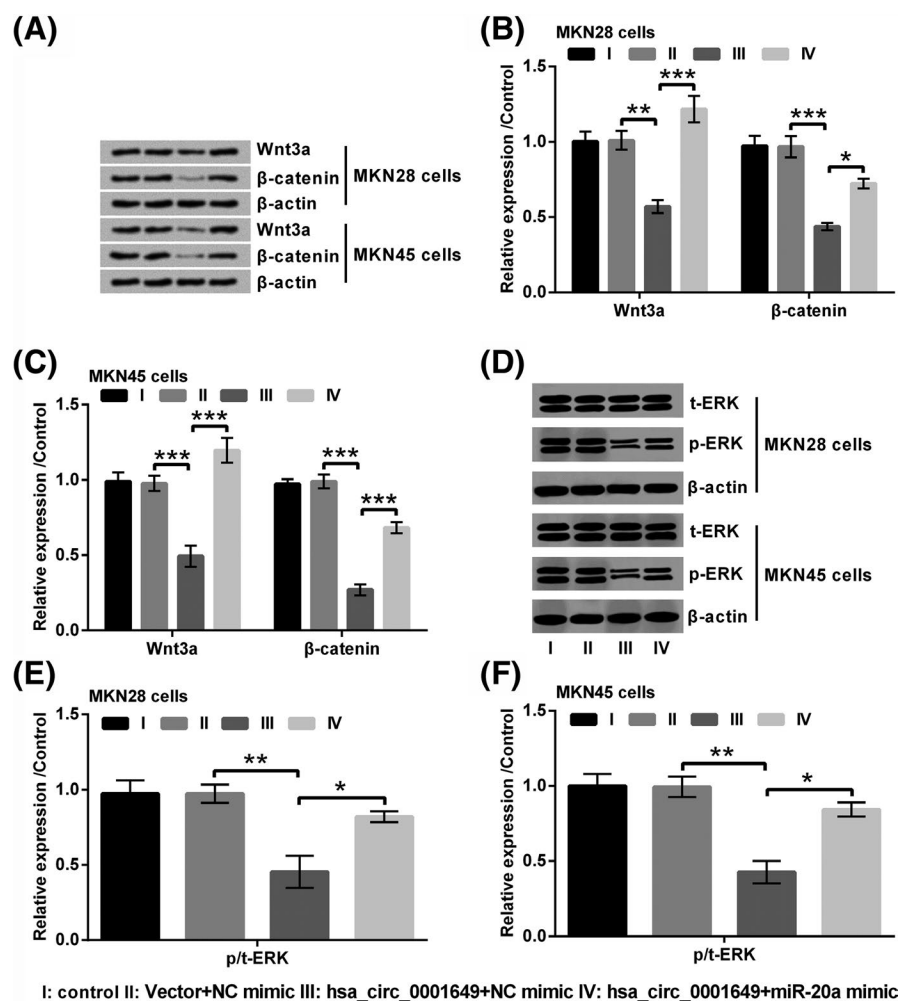 (A)
Wnt3a
β-catenin
β-actin
MKN28 cells
Wnt3a
β-catenin
β-actin
MKN45 cells
(B)
MKN28 cells
I II III IV
Relative expression /Control
1.5
1.0
0.5
0.0
** *** *** *
Wnt3a β-catenin
(C)
MKN45 cells
I II III IV
Relative expression /Control
1.5
1.0
0.5
0.0
*** *** *** ***
Wnt3a β-catenin
(D)
t-ERK
p-ERK
β-actin
MKN28 cells
t-ERK
p-ERK
β-actin
MKN45 cells
I II III IV
(E)
MKN28 cells
I II III IV
Relative expression /Control
1.5
1.0
0.5
0.0
** *
p/t-ERK
(F)
MKN45 cells
I II III IV
Relative expression /Control
1.5
1.0
0.5
0.0
** *
p/t-ERK
I: control II: Vector+NC mimic III: hsa_circ_0001649+NC mimic IV: hsa_circ_0001649+miR-20a mimic